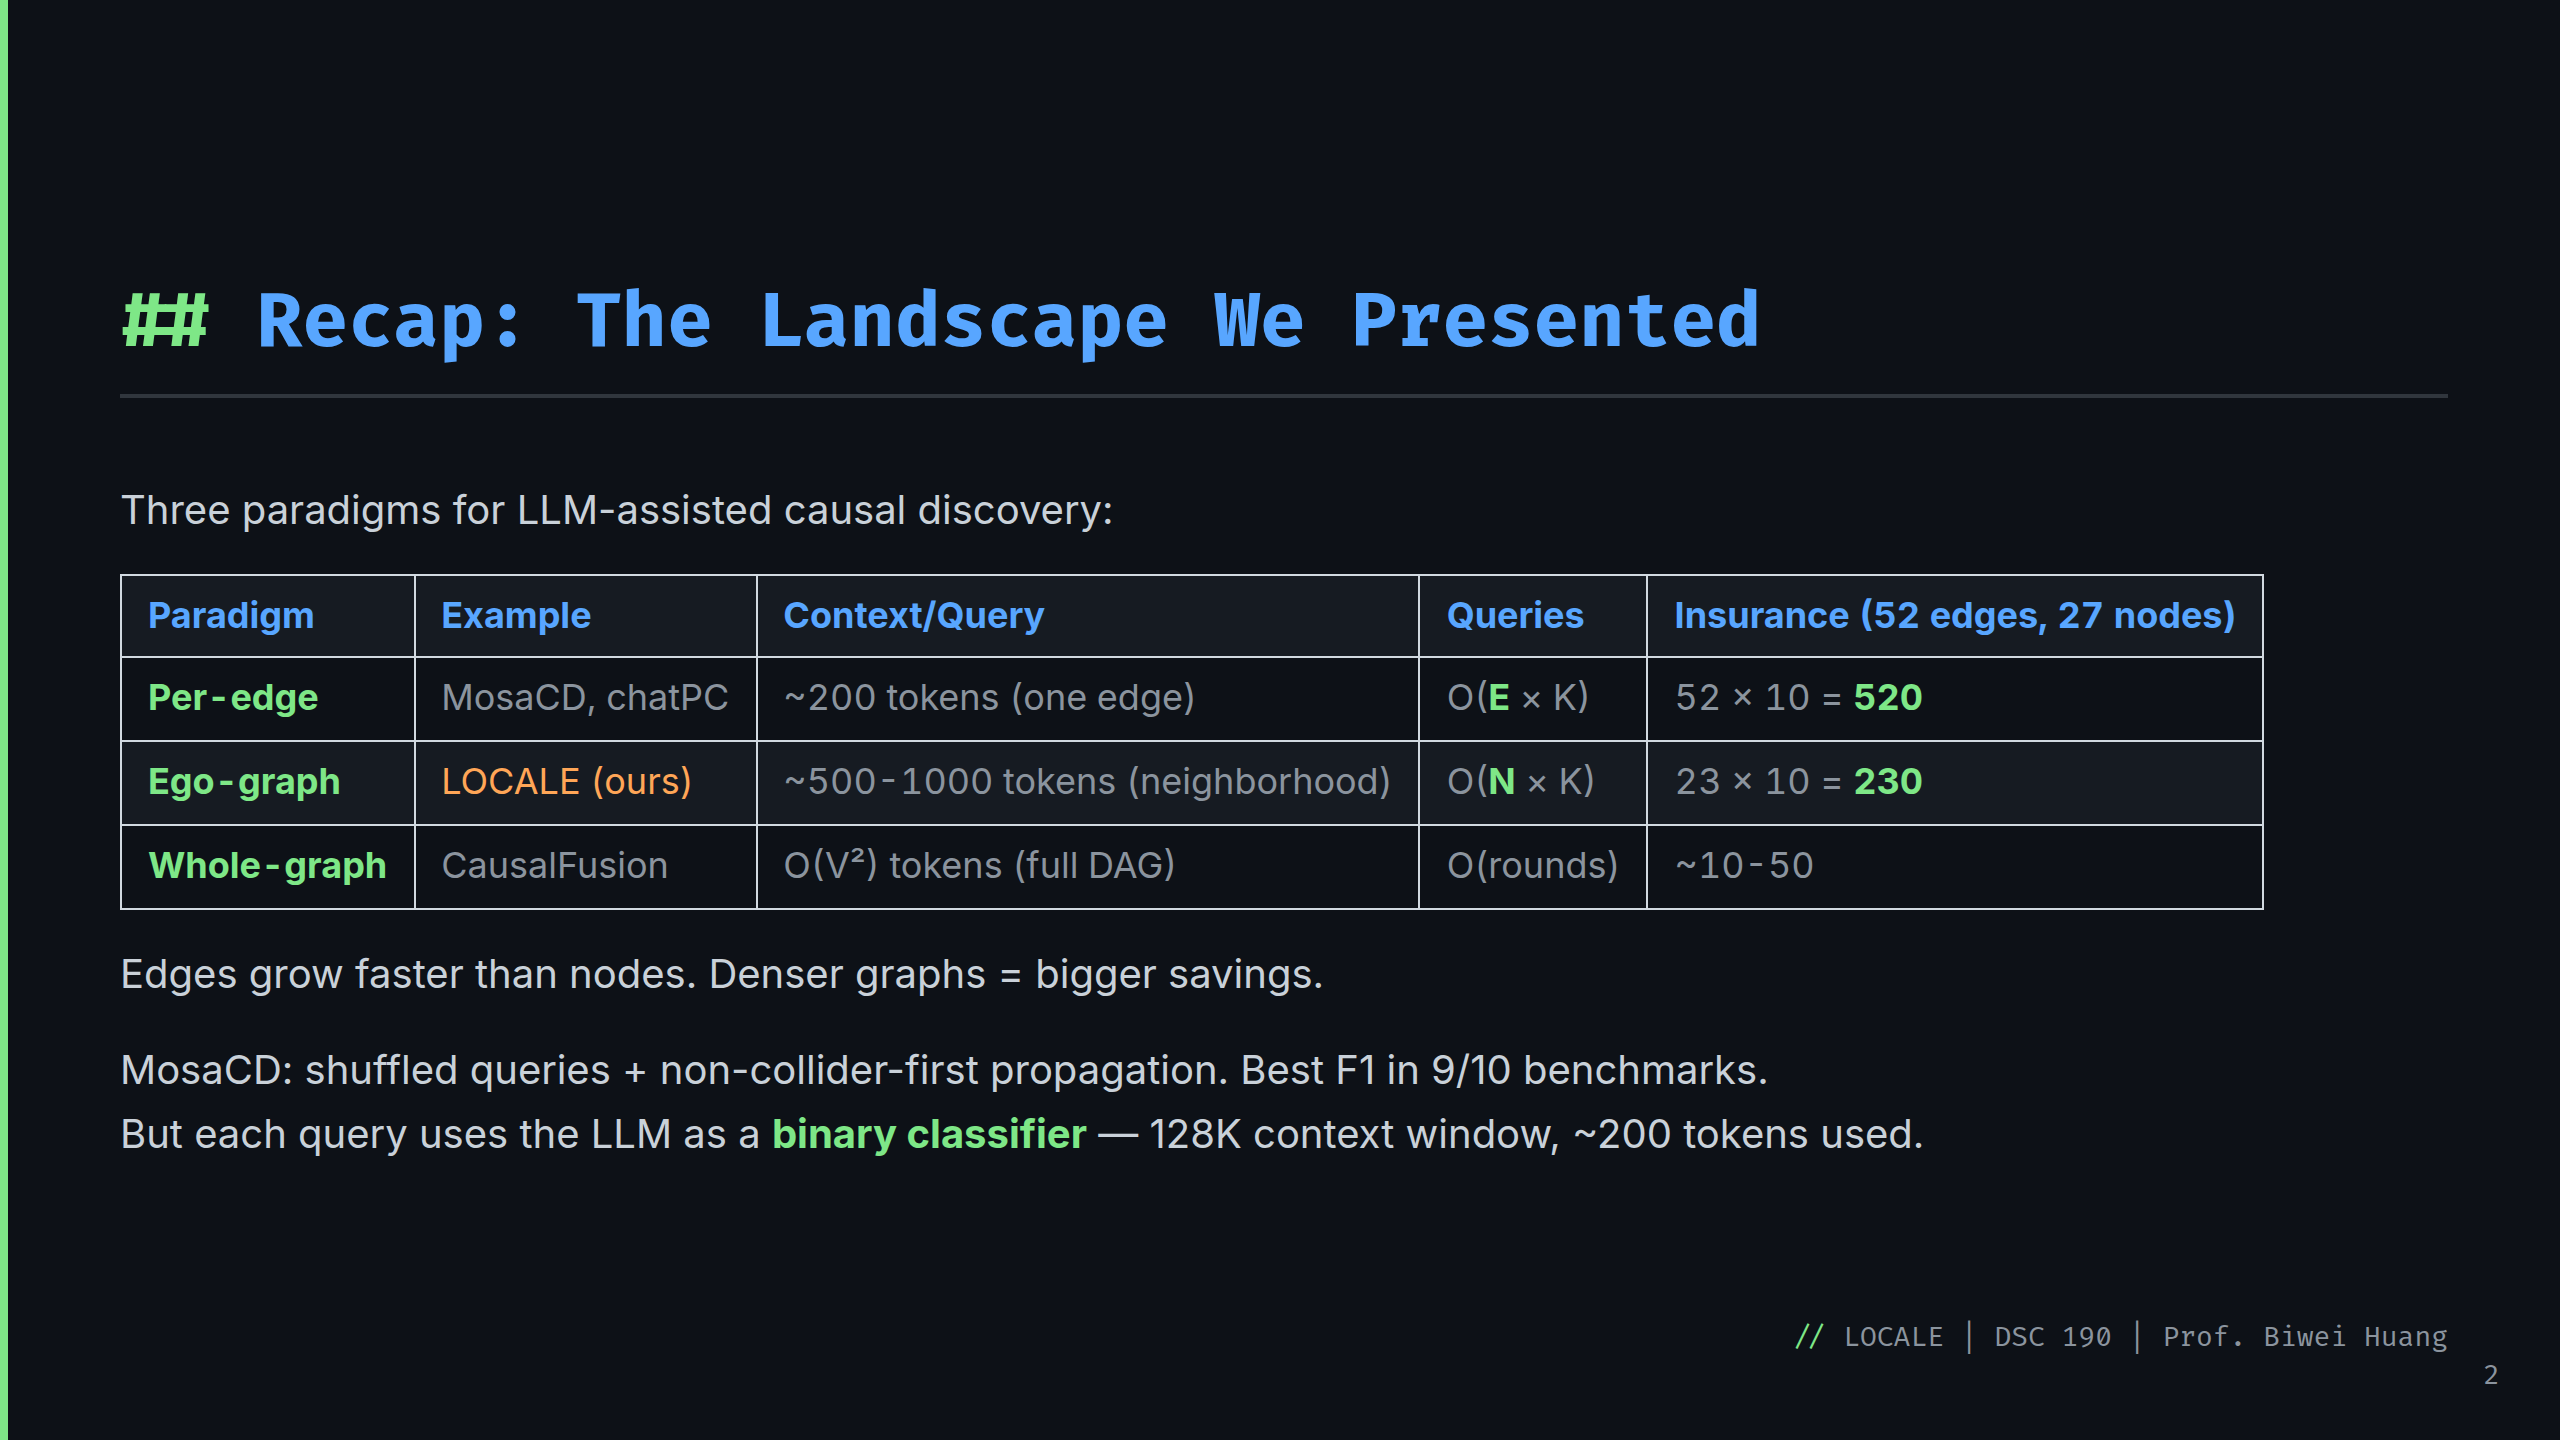 ## Recap: The Landscape We Presented
Three paradigms for LLM-assisted causal discovery:
Paradigm Example Context/Query Queries Insurance (52 edges, 27 nodes)
Per-edge MosaCD, chatPC ~200 tokens (one edge) O(E × K) 52 × 10 = 520
Ego-graph LOCALE (ours) ~500-1000 tokens (neighborhood) O(N × K) 23 × 10 = 230
Whole-graph CausalFusion O(V²) tokens (full DAG) O(rounds) ~10-50
Edges grow faster than nodes. Denser graphs = bigger savings.
MosaCD: shuffled queries + non-collider-first propagation. Best F1 in 9/10 benchmarks.
But each query uses the LLM as a binary classifier — 128K context window, ~200 tokens used.
// LOCALE | DSC 190 | Prof. Biwei Huang
2